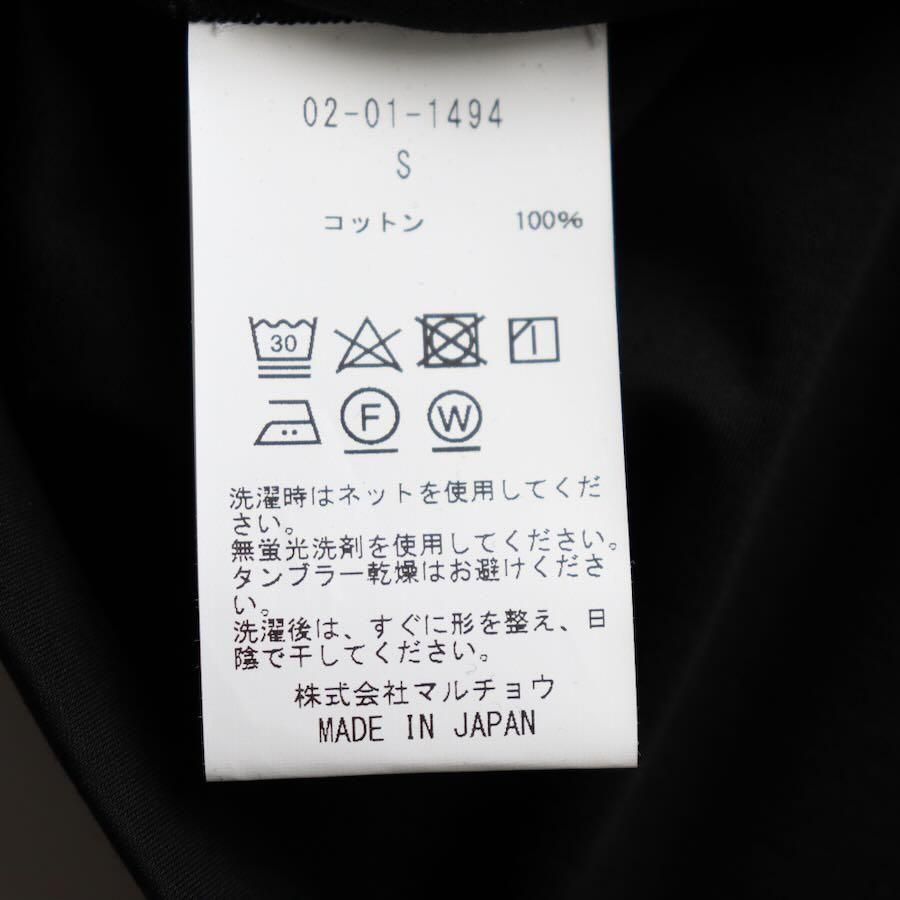 02-01-1494
S
コットン 100%
30
F W
洗濯時はネットを使用してくだ
さい。
無蛍光洗剤を使用してください。
タンブラー乾燥はお避けくださ
い。
洗濯後は、すぐに形を整え、日
陰で干してください。
株式会社マルチョウ
MADE IN JAPAN